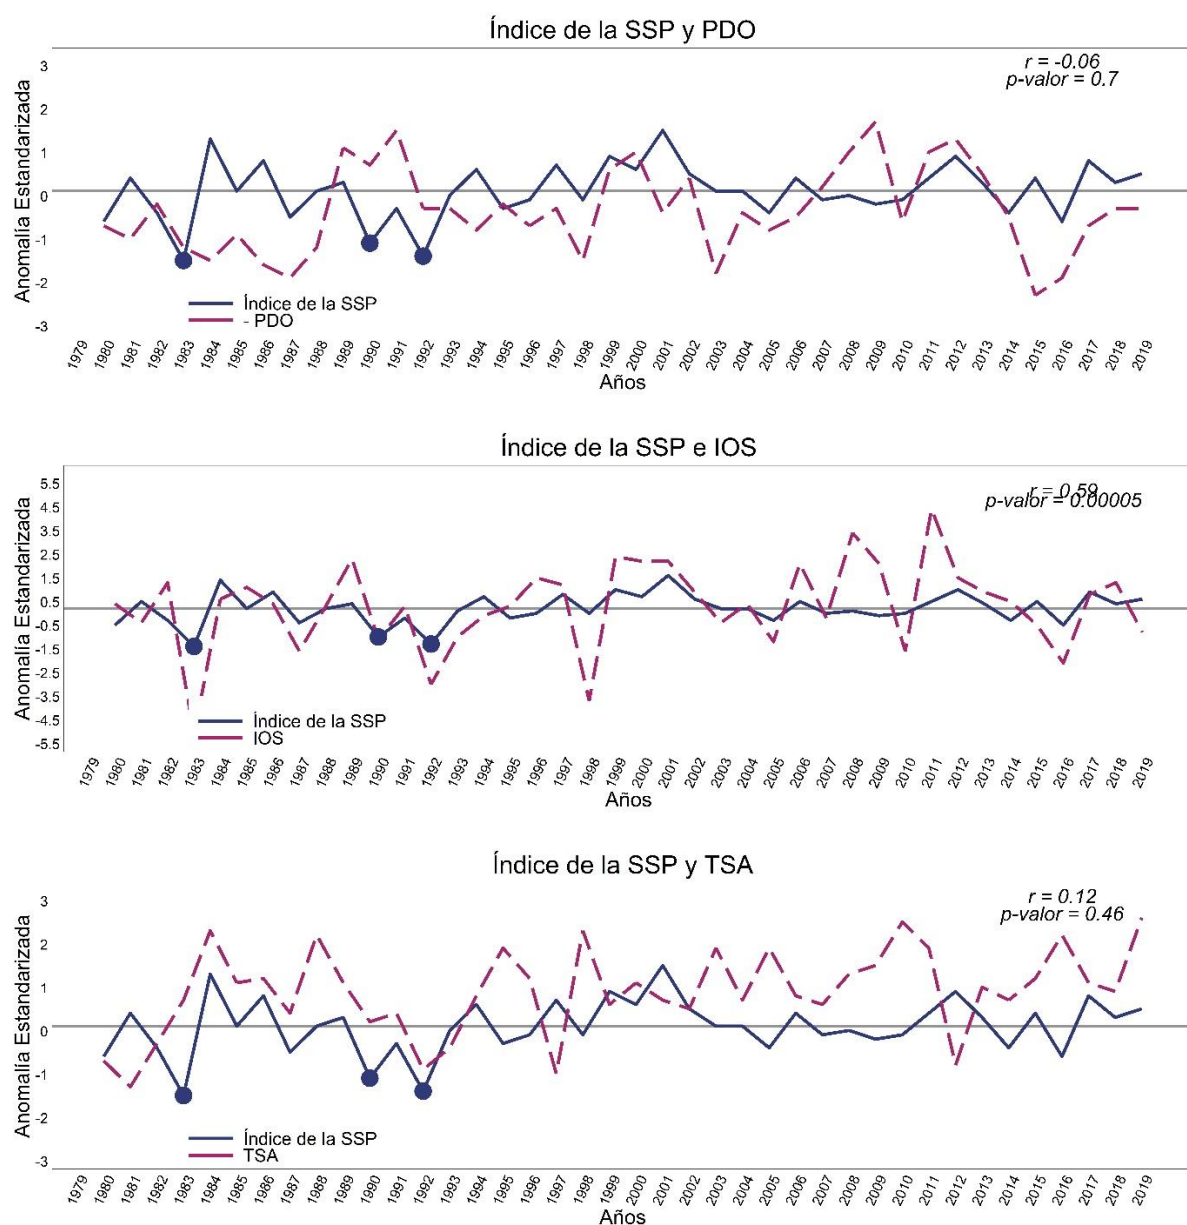 Índice de la SSP y PDO
r = -0.06
p-valor = 0.7
Anomalía Estandarizada
3
2
1
0
-1
-2
-3
Índice de la SSP
- PDO
1979 1980 1981 1982 1983 1984 1985 1986 1987 1988 1989 1990 1991 1992 1993 1994 1995 1996 1997 1998 1999 2000 2001 2002 2003 2004 2005 2006 2007 2008 2009 2010 2011 2012 2013 2014 2015 2016 2017 2018 2019
Años
Índice de la SSP e IOS
r = 0.59
p-valor = 0.00005
Anomalía Estandarizada
5.5
4.5
3.5
2.5
1.5
0.5
-0.5
-1.5
-2.5
-3.5
-4.5
-5.5
Índice de la SSP
IOS
1979 1980 1981 1982 1983 1984 1985 1986 1987 1988 1989 1990 1991 1992 1993 1994 1995 1996 1997 1998 1999 2000 2001 2002 2003 2004 2005 2006 2007 2008 2009 2010 2011 2012 2013 2014 2015 2016 2017 2018 2019
Años
Índice de la SSP y TSA
r = 0.12
p-valor = 0.46
Anomalía Estandarizada
3
2
1
0
-1
-2
-3
Índice de la SSP
TSA
1979 1980 1981 1982 1983 1984 1985 1986 1987 1988 1989 1990 1991 1992 1993 1994 1995 1996 1997 1998 1999 2000 2001 2002 2003 2004 2005 2006 2007 2008 2009 2010 2011 2012 2013 2014 2015 2016 2017 2018 2019
Años